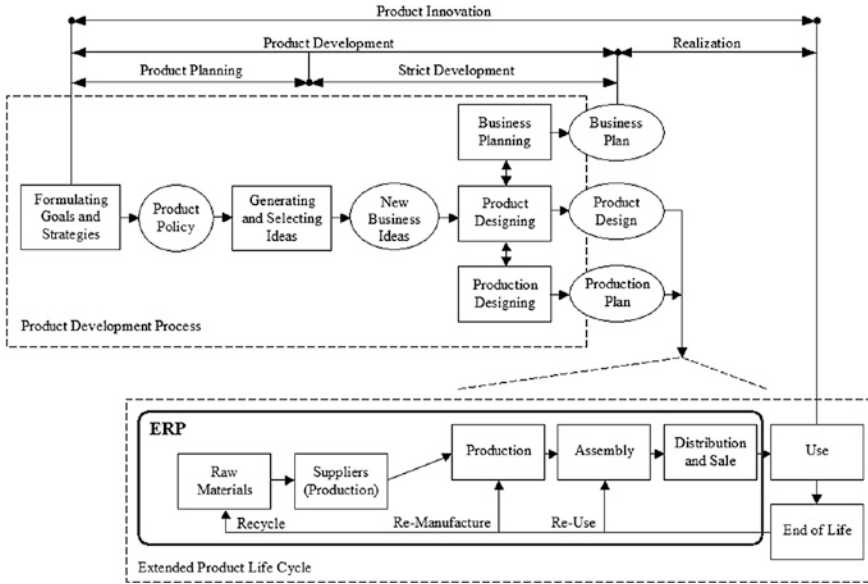 Product Innovation
Product Development
Realization
Product Planning
Strict Development
Business
Planning
Business
Plan
Formulating
Goals and
Strategies
Product
Policy
Generating
and Selecting
Ideas
New
Business
Ideas
Product
Designing
Product
Design
Production
Designing
Production
Plan
Product Development Process
ERP
Raw
Materials
Suppliers
(Production)
Production
Assembly
Distribution
and Sale
Use
Recycle
Re-Manufacture
Re-Use
End of Life
Extended Product Life Cycle